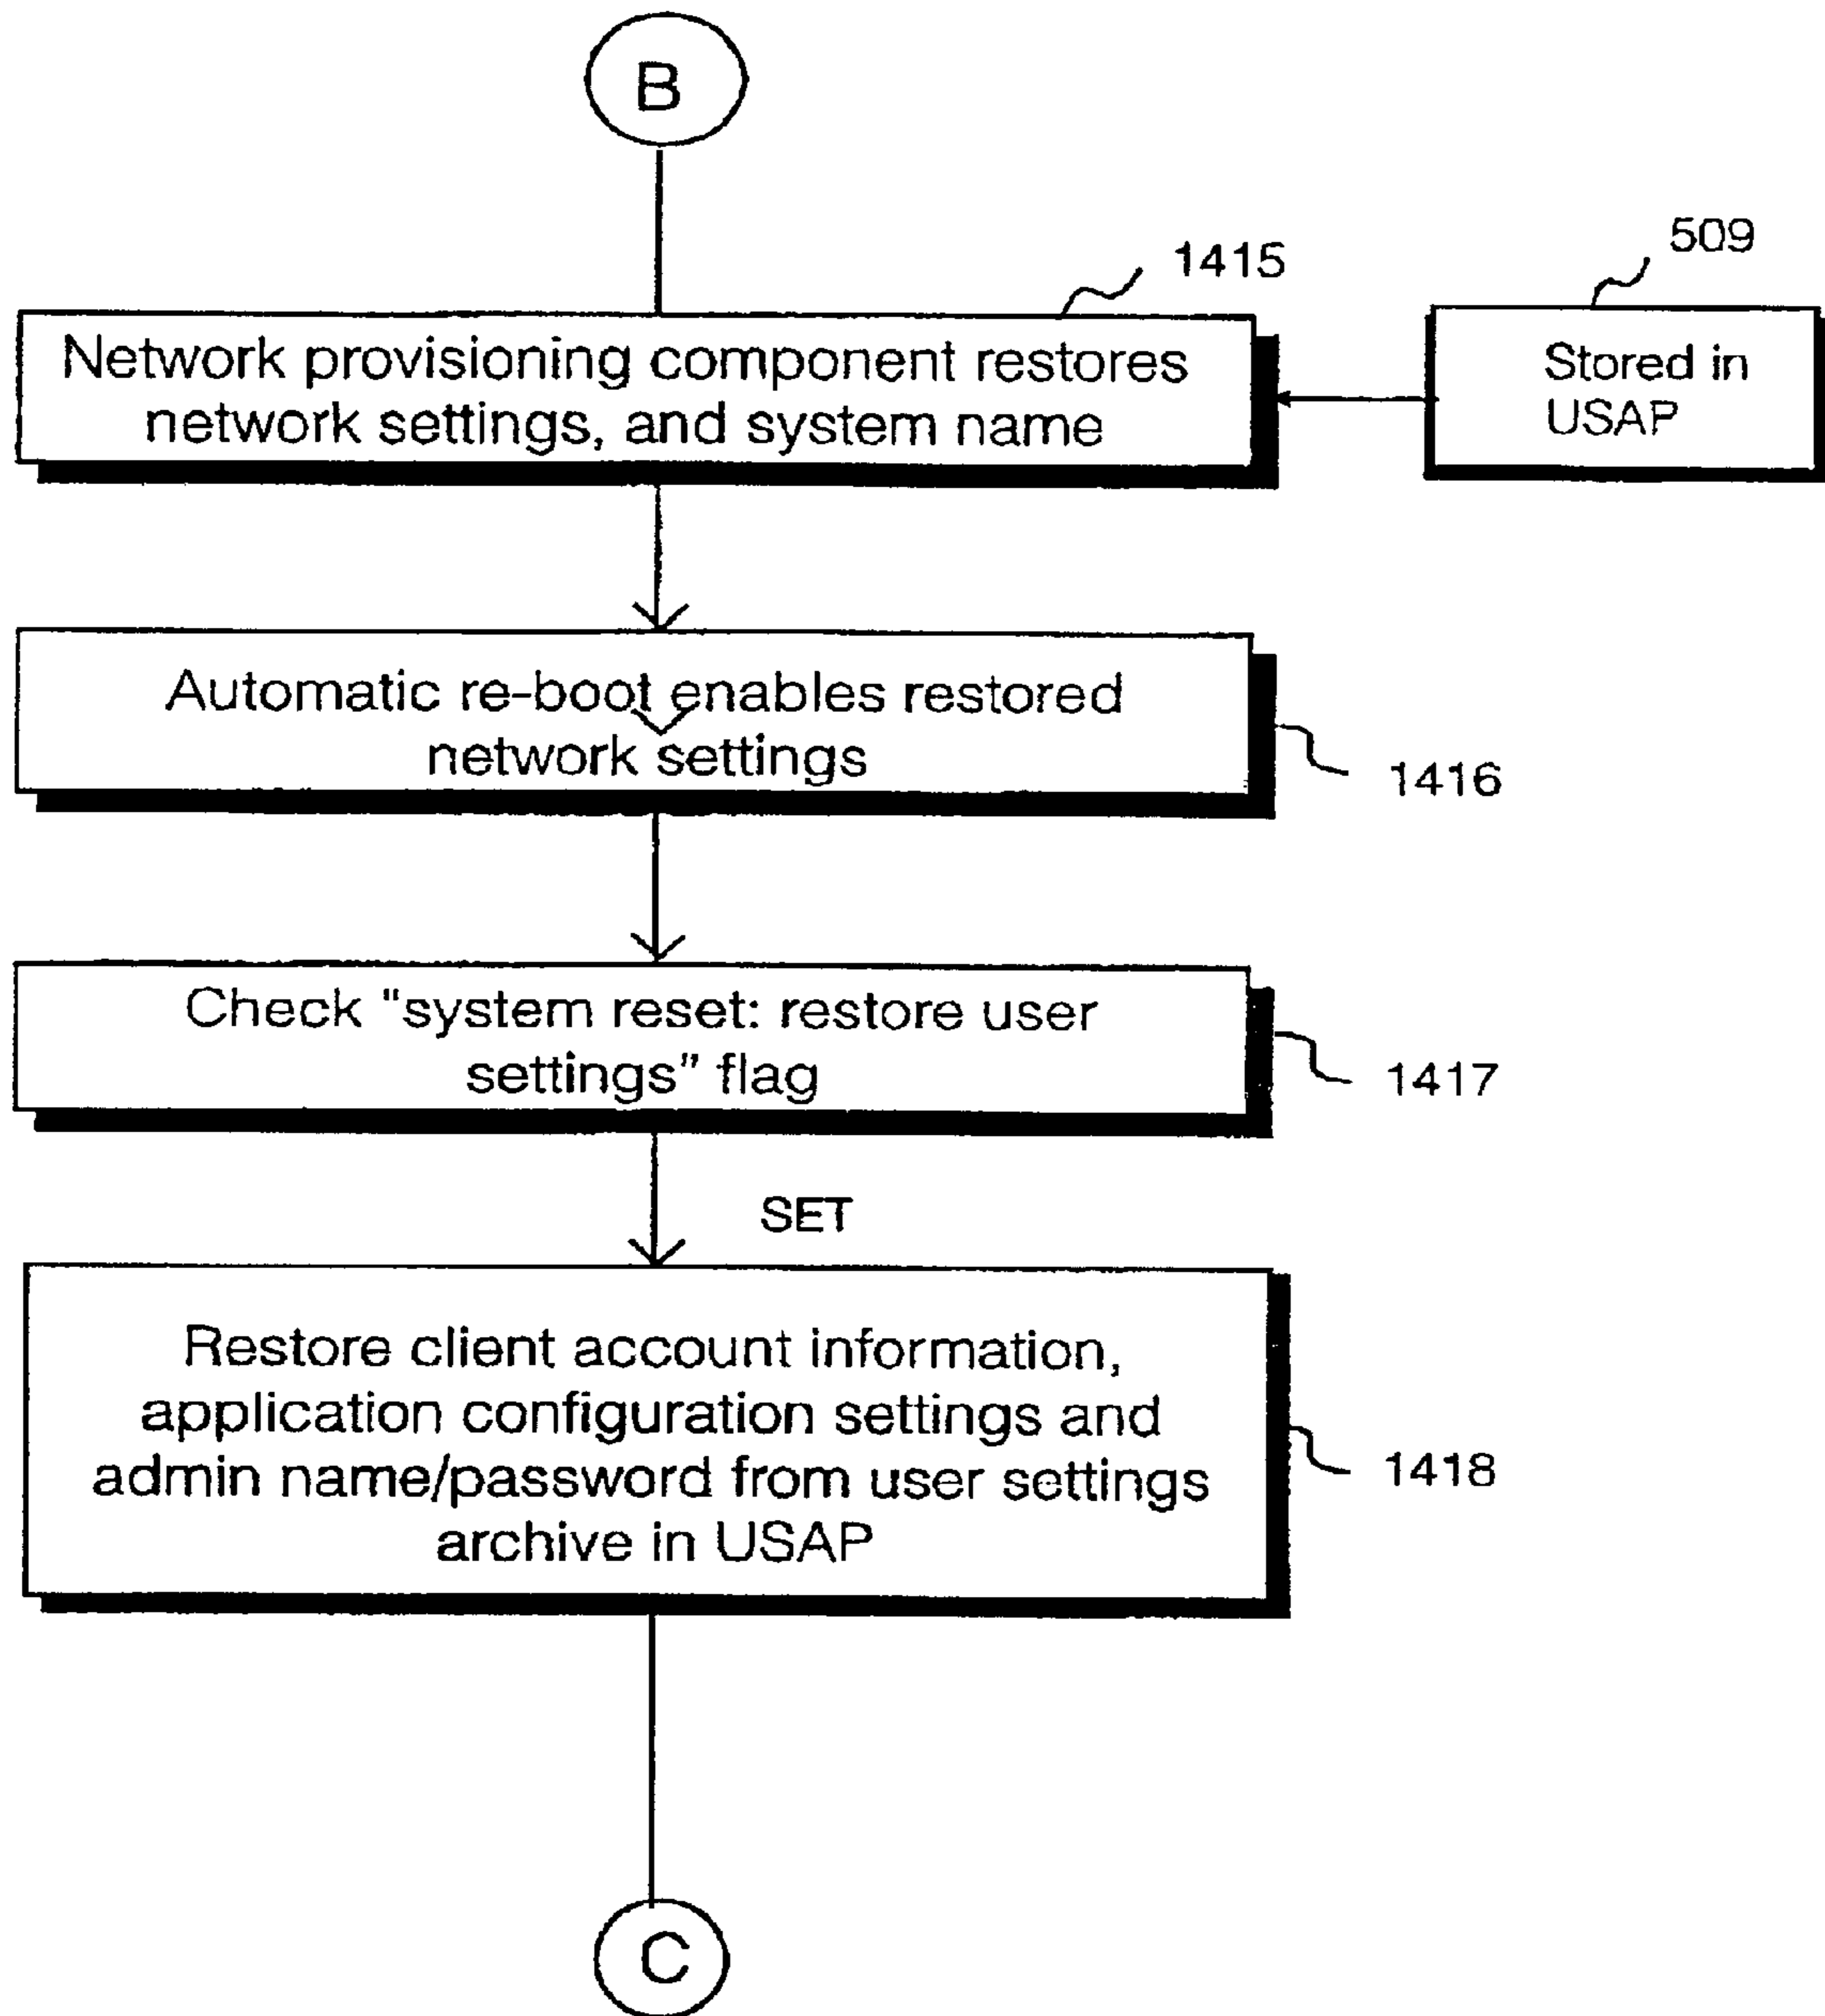 B
1415
509
Network provisioning component restores
network settings, and system name
Stored in
USAP
Automatic re-boot enables restored
network settings
1416
Check "system reset: restore user
settings" flag
1417
SET
Restore client account information,
application configuration settings and
admin name/password from user settings
archive in USAP
1418
C